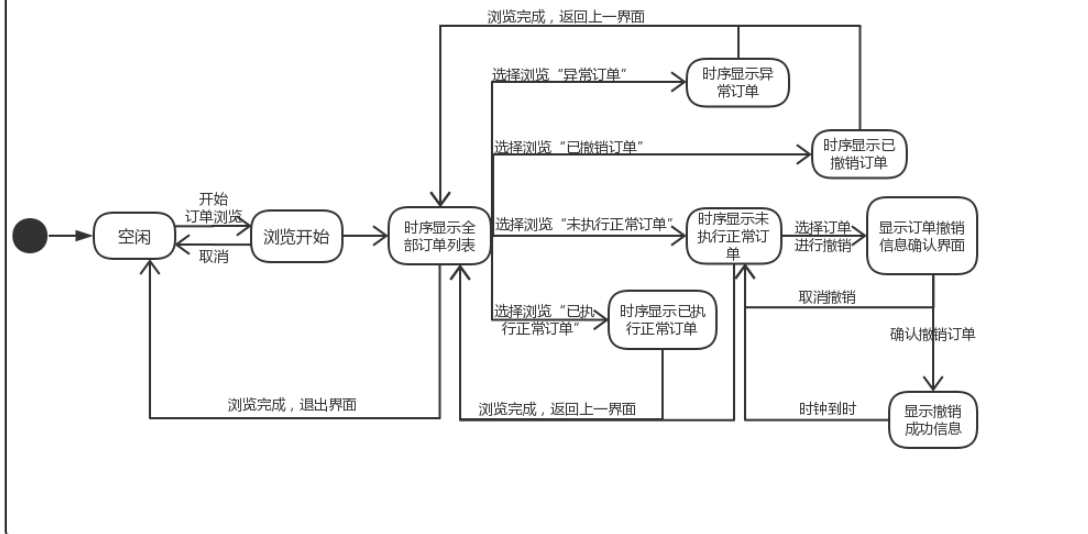 浏览完成，返回上一界面
选择浏览“异常订单”
时序显示异
常订单
选择浏览“已撤销订单”
时序显示已
撤销订单
开始
订单浏览
空闲
浏览开始
取消
时序显示全
部订单列表
选择浏览“未执行正常订单”
时序显示未
执行正常订
单
选择订单
进行撤销
显示订单撤销
信息确认界面
选择浏览“已执
行正常订单”
时序显示已执
行正常订单
取消撤销
确认撤销订单
浏览完成，退出界面
浏览完成，返回上一界面
时钟到时
显示撤销
成功信息